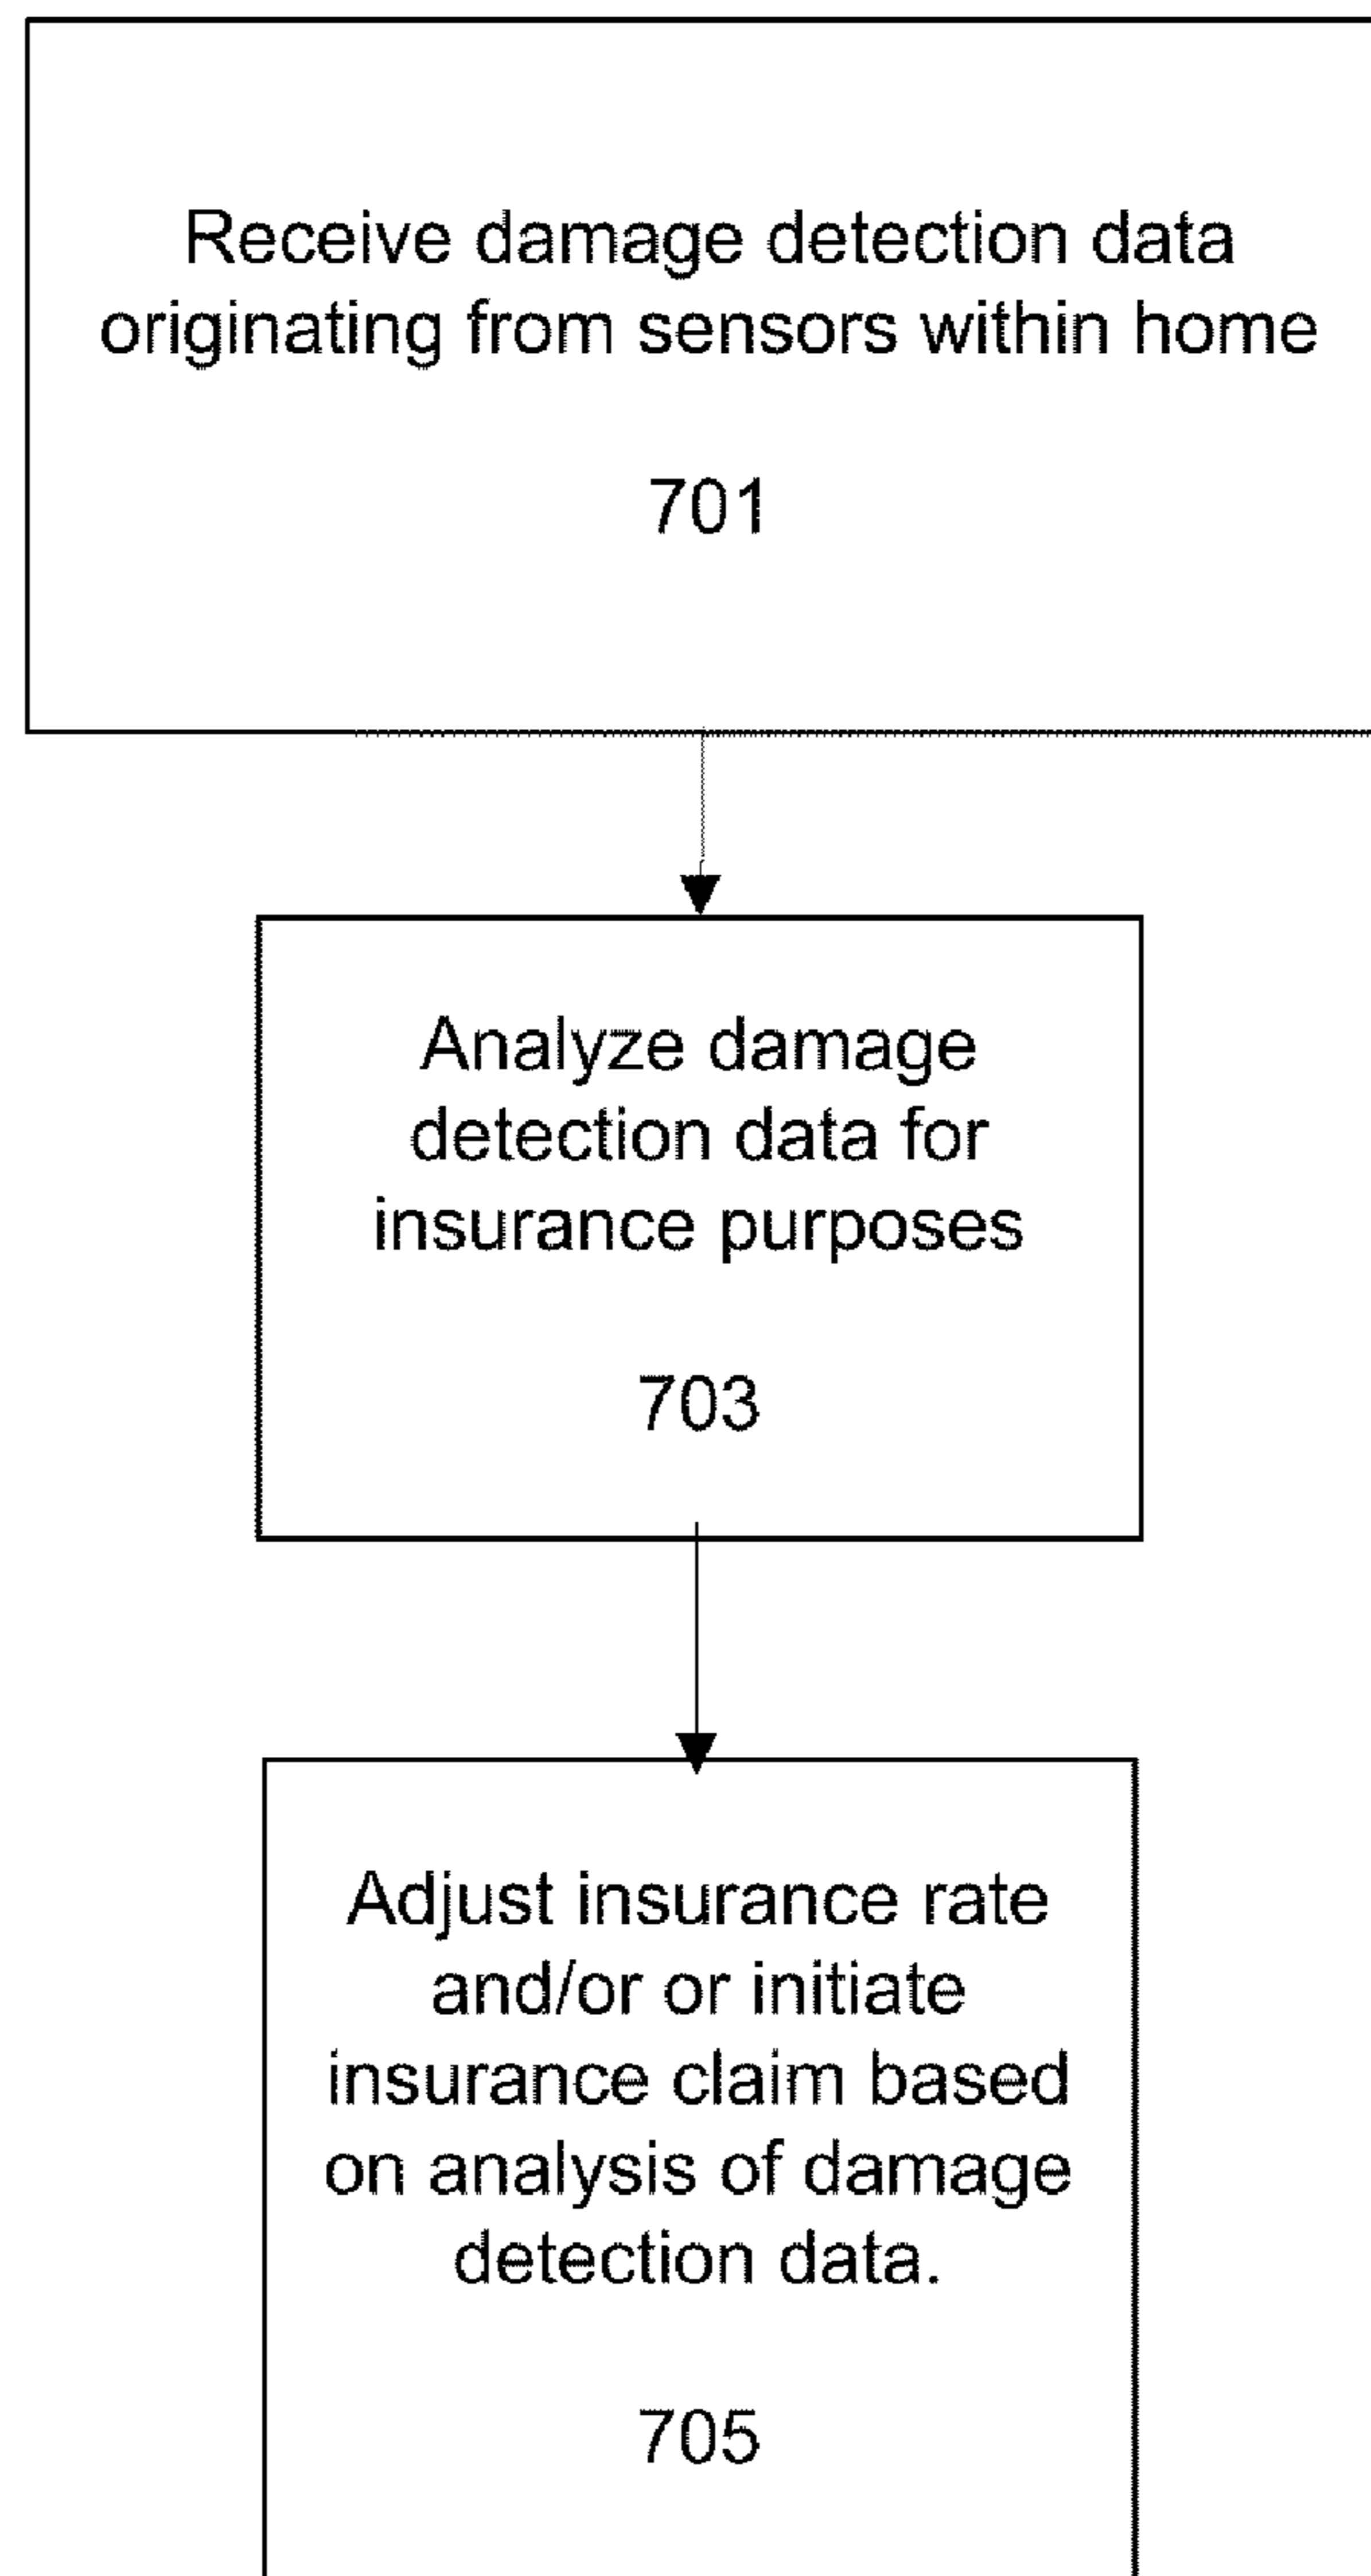 Receive damage detection data
originating from sensors within home
701
Analyze damage
detection data for
insurance purposes
703
Adjust insurance rate
and/or or initiate
insurance claim based
on analysis of damage
detection data.
705